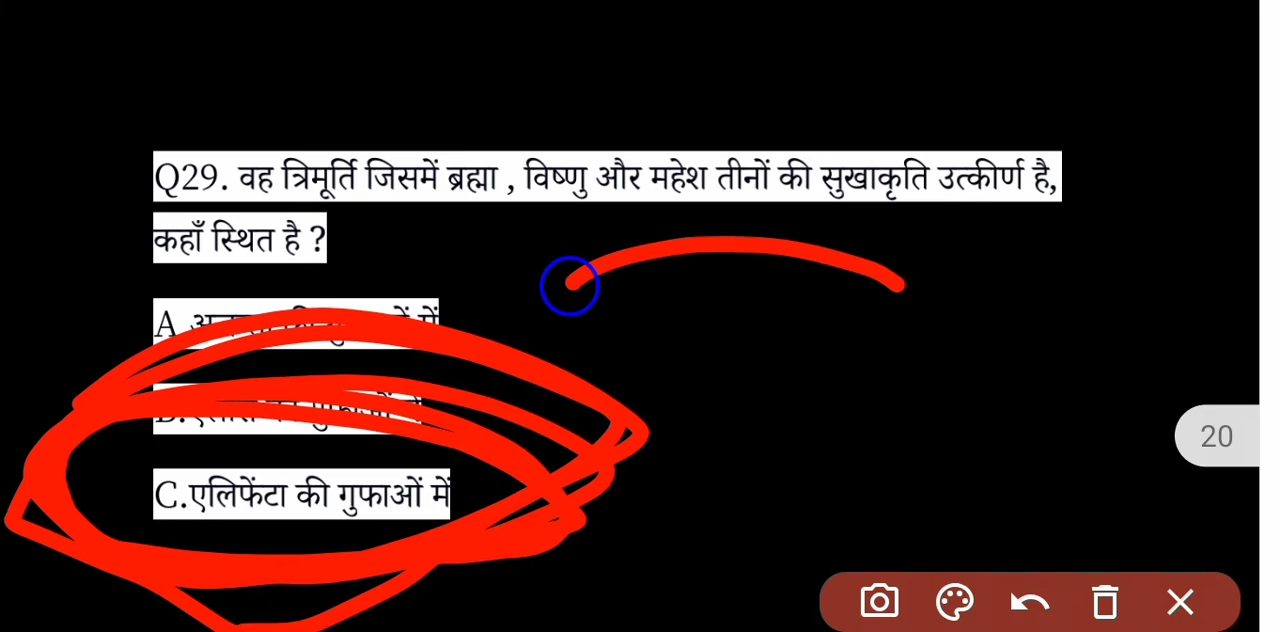 Q29. वह त्रिमूर्ति जिसमें ब्रह्मा , विष्णु और महेश तीनों की सुखाकृति उत्कीर्ण है,
कहाँ स्थित है ?
A
में
C.एलिफेंटा की गुफाओं में
20